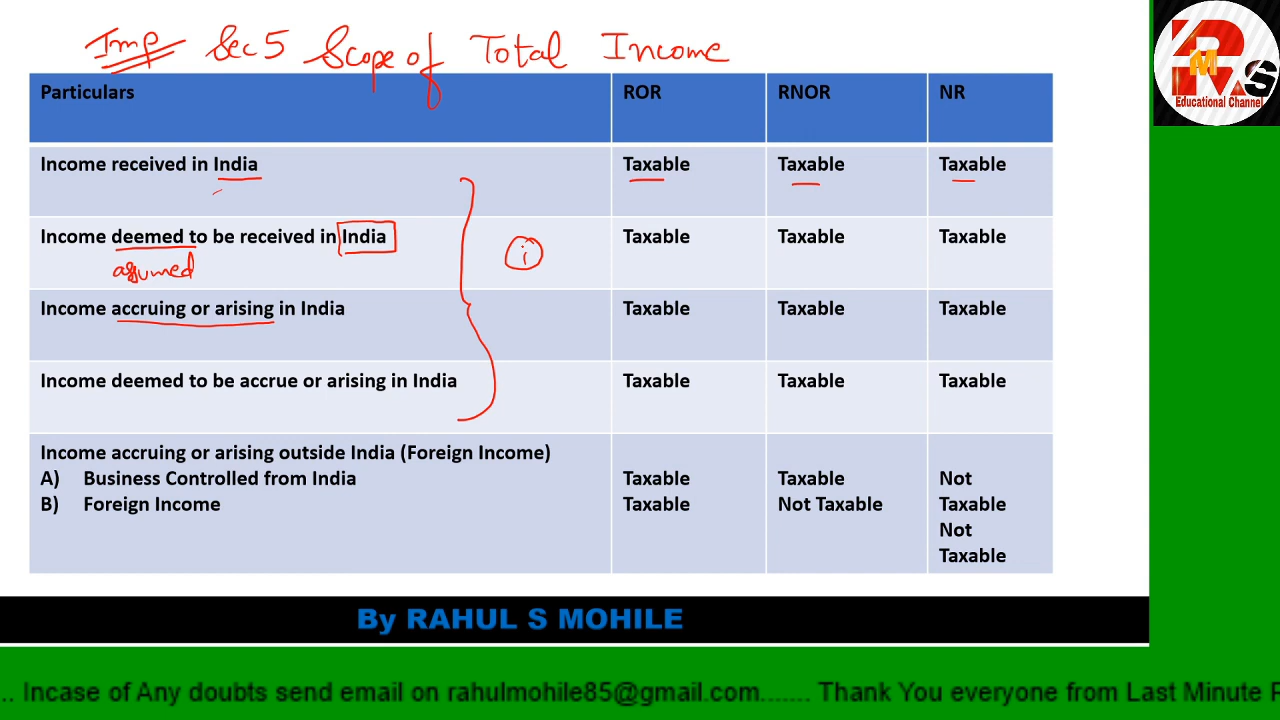 Imp Sec 5 Scope of Total Income
Particulars ROR RNOR NR
Income received in India Taxable Taxable Taxable
Income deemed to be received in India Taxable Taxable Taxable
assumed
i
Income accruing or arising in India Taxable Taxable Taxable
Income deemed to be accrue or arising in India Taxable Taxable Taxable
Income accruing or arising outside India (Foreign Income)
A) Business Controlled from India Taxable Taxable Not
B) Foreign Income Taxable Not Taxable Taxable
Not
Taxable
By RAHUL S MOHILE
.. Incase of Any doubts send email on rahulmohile85@gmail.com....... Thank You everyone from Last Minute
Educational Channel